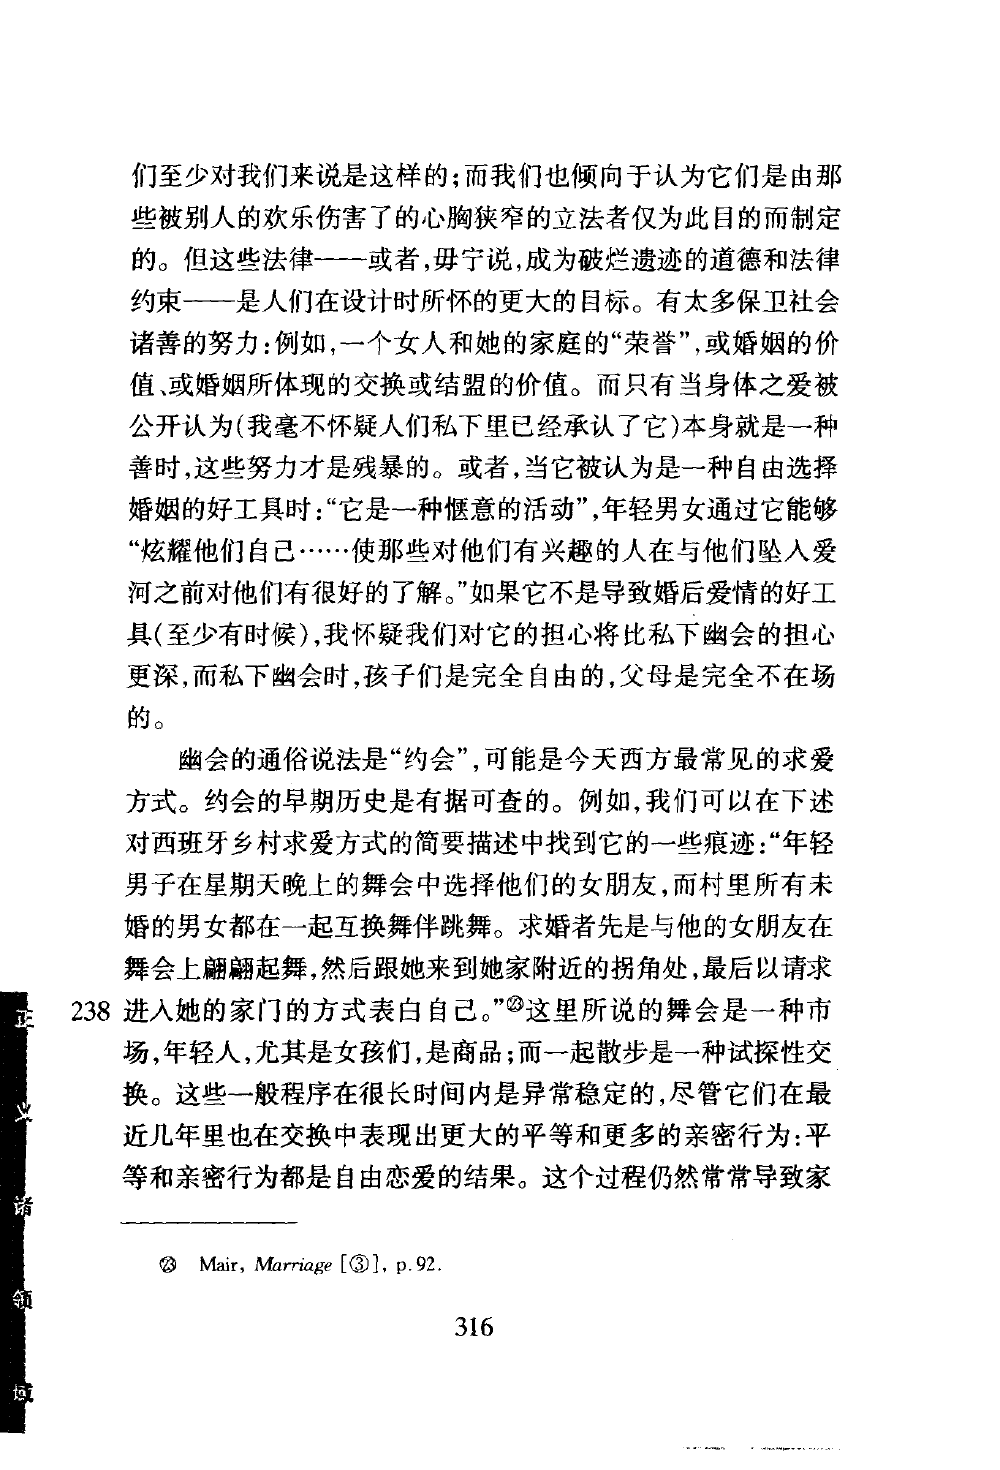 们至少对我们来说是这样的;而我们也倾向于认为它们是由那
些被别人的欢乐伤害了的心胸狭窄的立法者仅为此目的而制定
的。但这些法律——或者,毋宁说,成为破烂遗迹的道德和法律
约束——是人们在设计时所怀的更大的目标。有太多保卫社会
诸善的努力:例如,一个女人和她的家庭的“荣誉”,或婚姻的价
值、或婚姻所体现的交换或结盟的价值。而只有当身体之爱被
公开认为(我毫不怀疑人们私下里已经承认了它)本身就是一种
善时,这些努力才是残暴的。或者,当它被认为是一种自由选择
婚姻的好工具时:“它是一种惬意的活动”,年轻男女通过它能够
“炫耀他们自己……使那些对他们有兴趣的人在与他们坠入爱
河之前对他们有很好的了解。”如果它不是导致婚后爱情的好工
具(至少有时候),我怀疑我们对它的担心将比私下幽会的担心
更深,而私下幽会时,孩子们是完全自由的,父母是完全不在场
的。
幽会的通俗说法是“约会”,可能是今天西方最常见的求爱
方式。约会的早期历史是有据可查的。例如,我们可以在下述
对西班牙乡村求爱方式的简要描述中找到它的一些痕迹:“年轻
男子在星期天晚上的舞会中选择他们的女朋友,而村里所有未
婚的男女都在一起互换舞伴跳舞。求婚者先是与他的女朋友在
舞会上翩翩起舞,然后跟她来到她家附近的拐角处,最后以请求
238 进入她的家门的方式表白自己。”㉓这里所说的舞会是一种市
场,年轻人,尤其是女孩们,是商品;而一起散步是一种试探性交
换。这些一般程序在很长时间内是异常稳定的,尽管它们在最
近几年里也在交换中表现出更大的平等和更多的亲密行为:平
等和亲密行为都是自由恋爱的结果。这个过程仍然常常导致家
㉓ Mair, Marriage [③], p.92.
316
正义诸领域